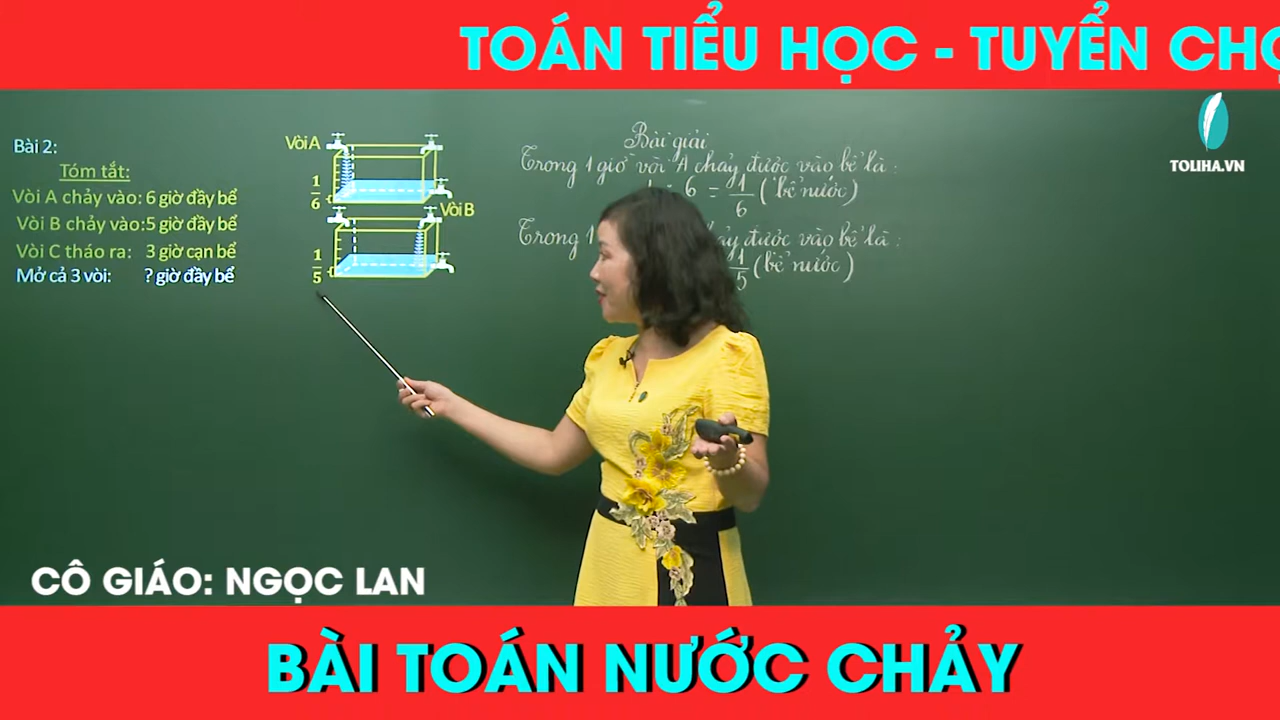 TOÁN TIỂU HỌC - TUYỂN CHỌ
TOLIHA.VN
Bài 2:
Tóm tắt:
Vòi A chảy vào: 6 giờ đầy bể
Vòi B chảy vào:5 giờ đầy bể
Vòi C tháo ra: 3 giờ cạn bể
Mở cả 3 vòi: ? giờ đầy bể
Vòi A
1
6
Vòi B
1
5
Bài giải
Trong 1 giờ vòi A chảy được vào bể là :
: 6 = 1/6 (bể nước)
Trong 1 chảy được vào bể là :
1/5 (bể nước)
CÔ GIÁO: NGỌC LAN
BÀI TOÁN NƯỚC CHẢY